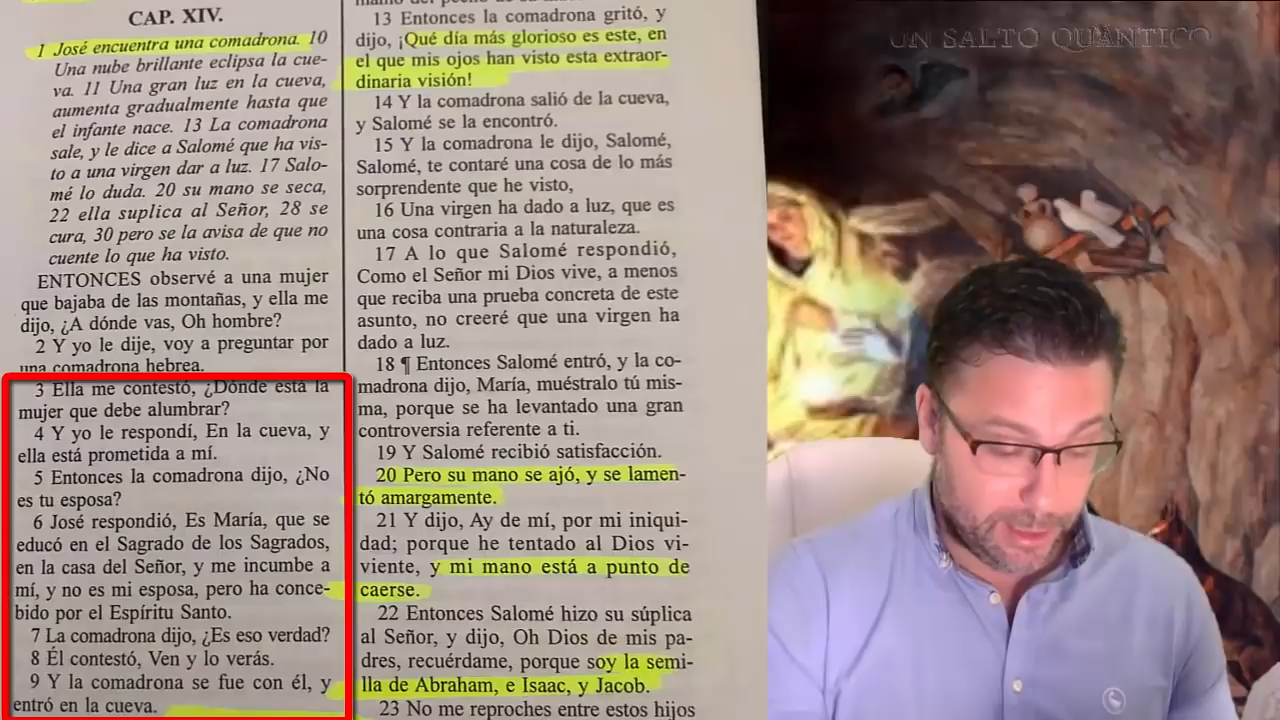 CAP. XIV.
1 José encuentra una comadrona. 10
Una nube brillante eclipsa la cue-
va. 11 Una gran luz en la cueva,
aumenta gradualmente hasta que
el infante nace. 13 La comadrona
sale, y le dice a Salomé que ha vis-
to a una virgen dar a luz. 17 Salo-
mé lo duda. 20 su mano se seca,
22 ella suplica al Señor, 28 se
cura, 30 pero se la avisa de que no
cuente lo que ha visto.
ENTONCES observé a una mujer
que bajaba de las montañas, y ella me
dijo, ¿A dónde vas, Oh hombre?
2 Y yo le dije, voy a preguntar por
una comadrona hebrea.
3 Ella me contestó, ¿Dónde está la
mujer que debe alumbrar?
4 Y yo le respondí, En la cueva, y
ella está prometida a mí.
5 Entonces la comadrona dijo, ¿No
es tu esposa?
6 José respondió, Es María, que se
educó en el Sagrado de los Sagrados,
en la casa del Señor, y me incumbe a
mí, y no es mi esposa, pero ha conce-
bido por el Espíritu Santo.
7 La comadrona dijo, ¿Es eso verdad?
8 Él contestó, Ven y lo verás.
9 Y la comadrona se fue con él, y
entró en la cueva.
13 Entonces la comadrona gritó, y
dijo, ¡Qué día más glorioso es este, en
el que mis ojos han visto esta extraor-
dinaria visión!
14 Y la comadrona salió de la cueva,
y Salomé se la encontró.
15 Y la comadrona le dijo, Salomé,
Salomé, te contaré una cosa de lo más
sorprendente que he visto,
16 Una virgen ha dado a luz, que es
una cosa contraria a la naturaleza.
17 A lo que Salomé respondió,
Como el Señor mi Dios vive, a menos
que reciba una prueba concreta de este
asunto, no creeré que una virgen ha
dado a luz.
18 ¶ Entonces Salomé entró, y la co-
madrona dijo, María, muéstralo tú mis-
ma, porque se ha levantado una gran
controversia referente a ti.
19 Y Salomé recibió satisfacción.
20 Pero su mano se ajó, y se lamen-
tó amargamente.
21 Y dijo, Ay de mí, por mi iniqui-
dad; porque he tentado al Dios vi-
viente, y mi mano está a punto de
caerse.
22 Entonces Salomé hizo su súplica
al Señor, y dijo, Oh Dios de mis pa-
dres, recuérdame, porque soy la semi-
lla de Abraham, e Isaac, y Jacob.
23 No me reproches entre estos hijos
UN SALTO QUÁNTICO